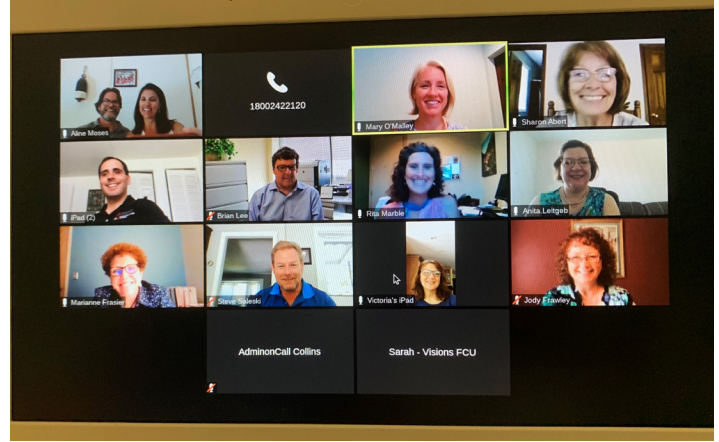 Aline Moses
18002422120
Mary O'Malley
Sharon Abert
iPad (2)
Brian Lee
Rita Marble
Anita Leitgeb
Marianne Frasier
Steve Saleski
Victoria's iPad
Jody Frawley
AdminonCall Collins
Sarah - Visions FCU